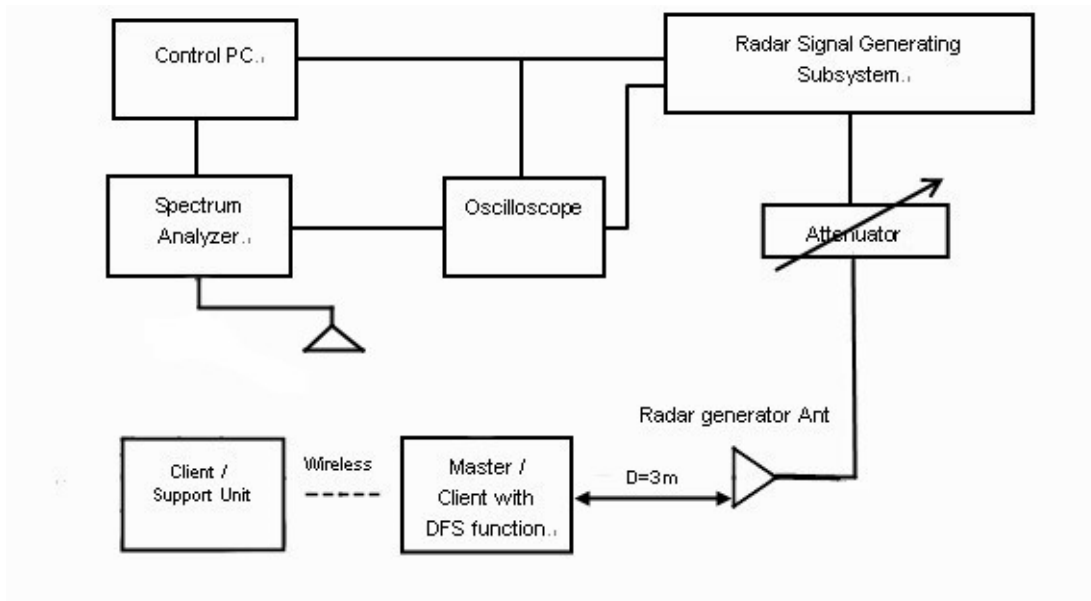 Control PC.
Radar Signal Generating
Subsystem.
Spectrum
Analyzer.
Oscilloscope
Attenuator
Radar generator Ant
Client /
Support Unit
Wireless
Master /
Client with
DFS function.
D=3m